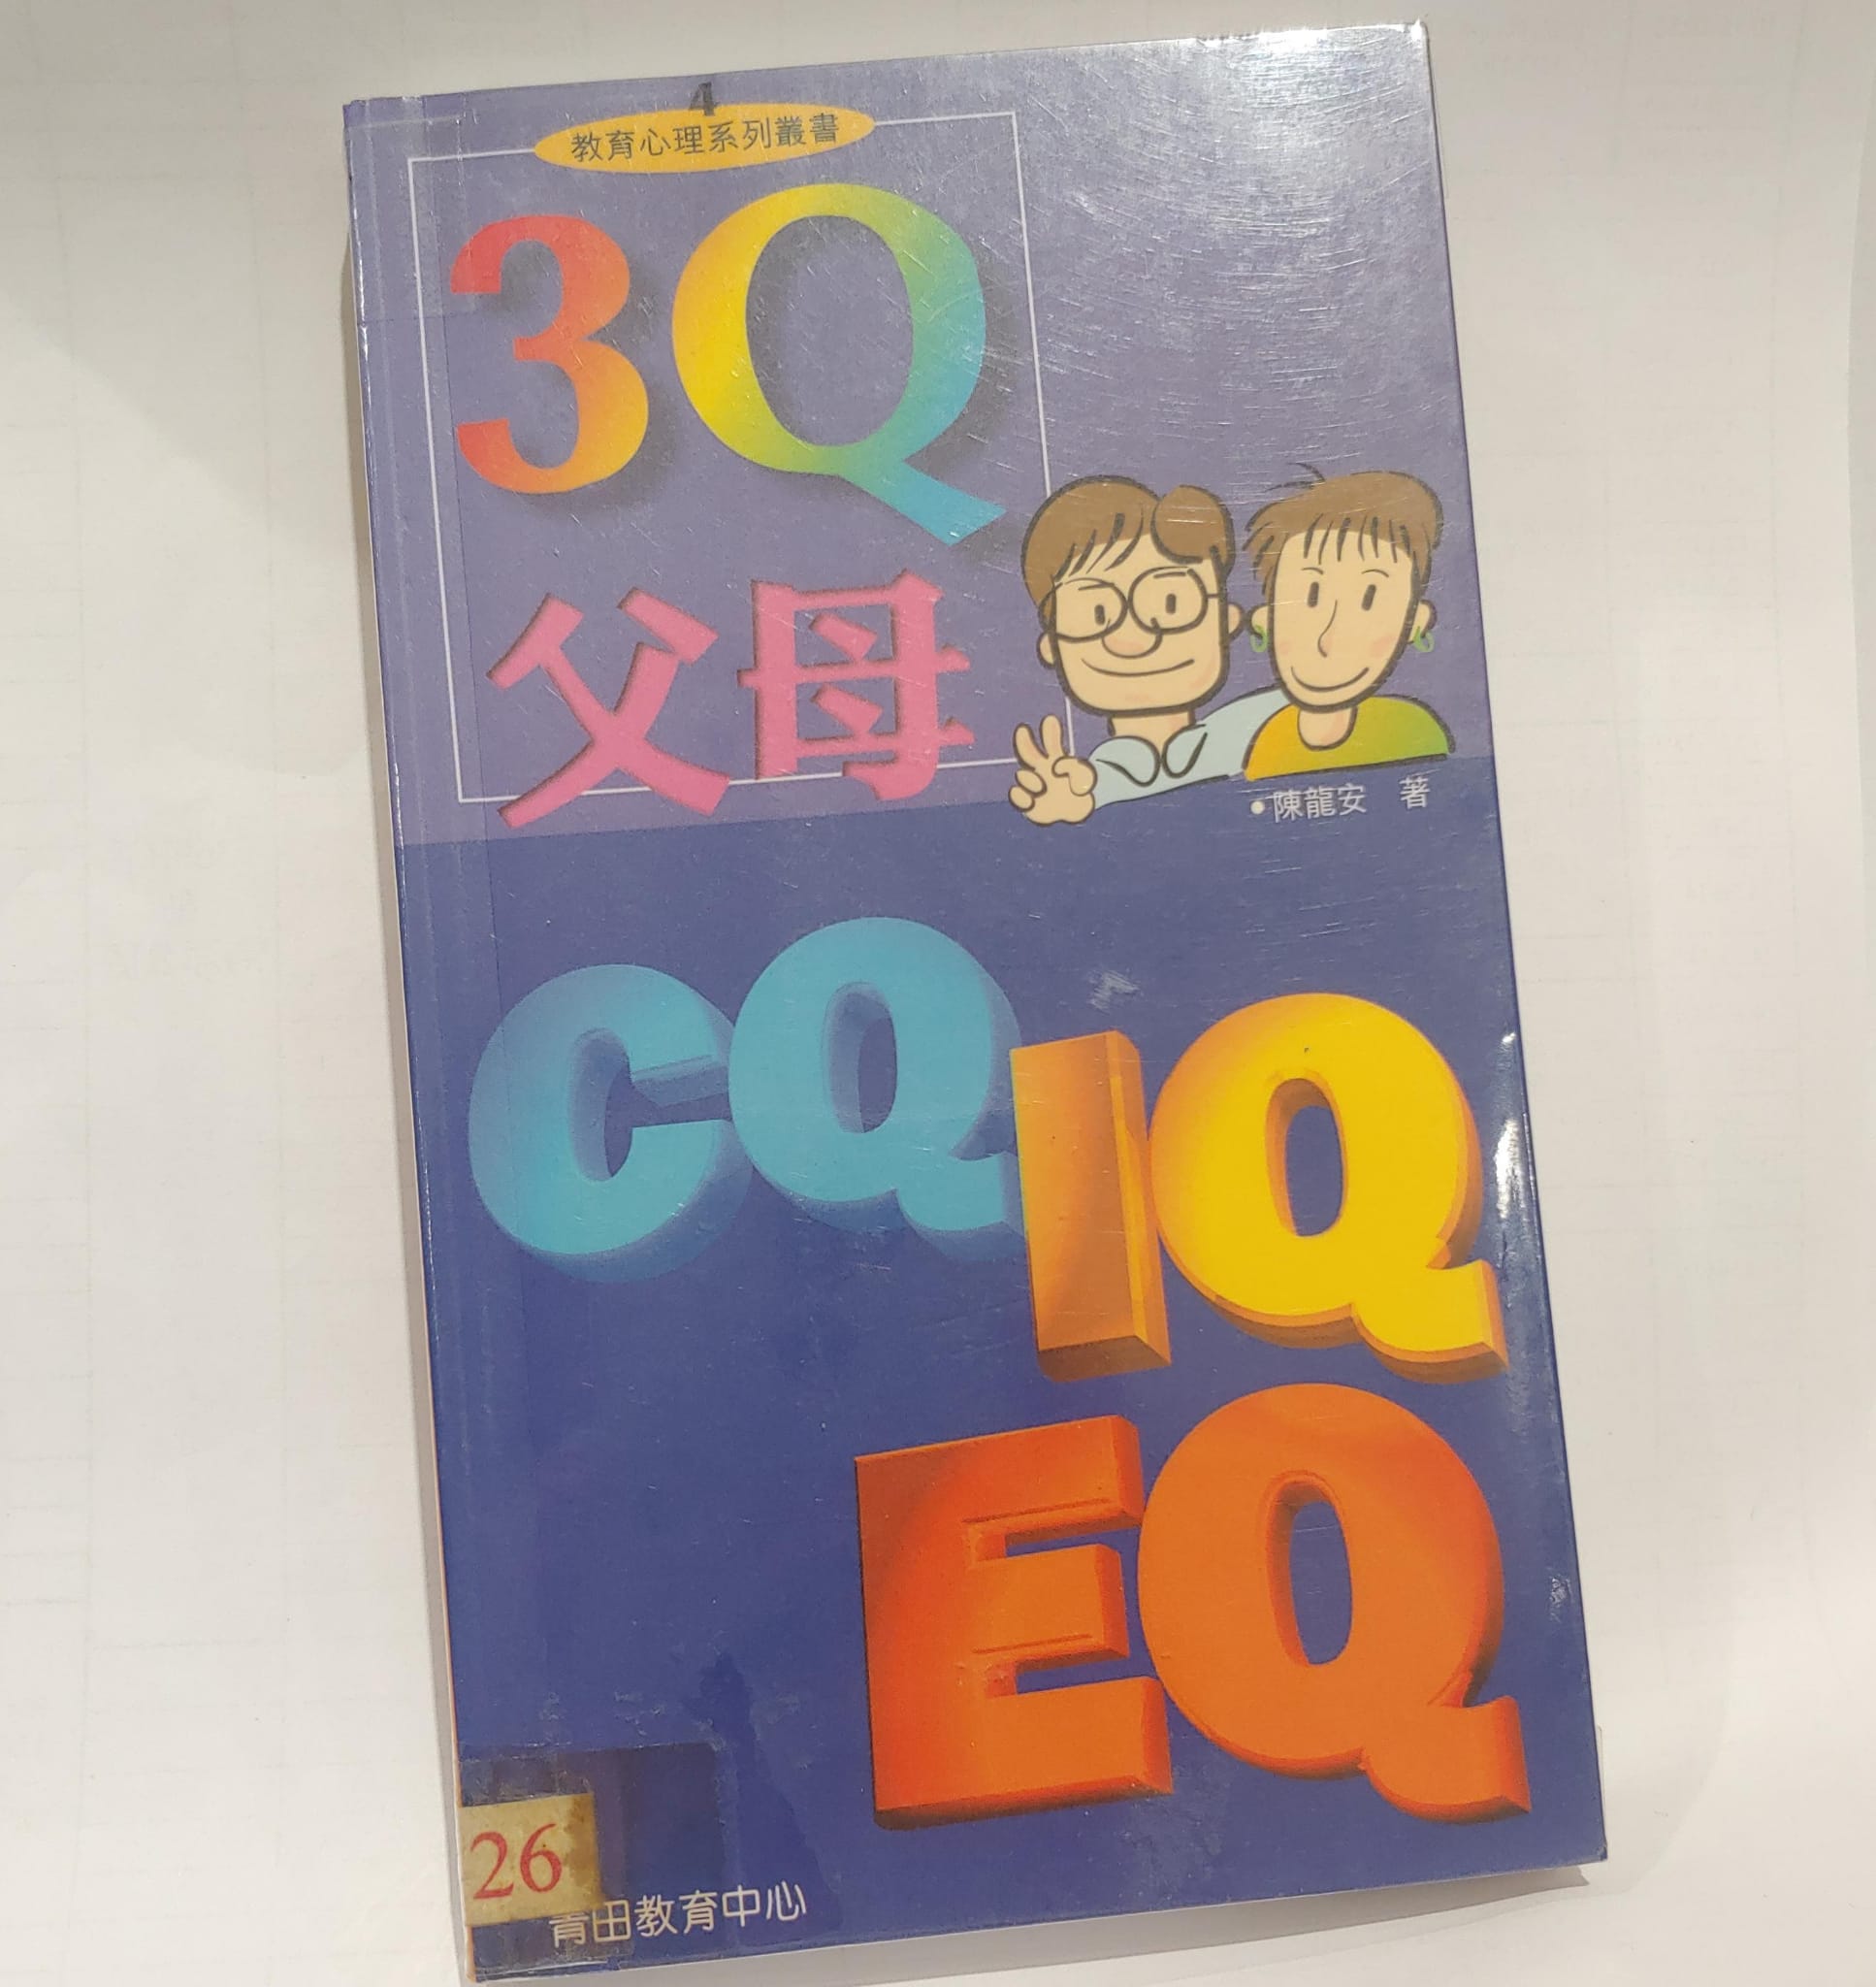 4
教育心理系列叢書
3Q
父母
•陳龍安 著
CQ
IQ
EQ
26
青田教育中心